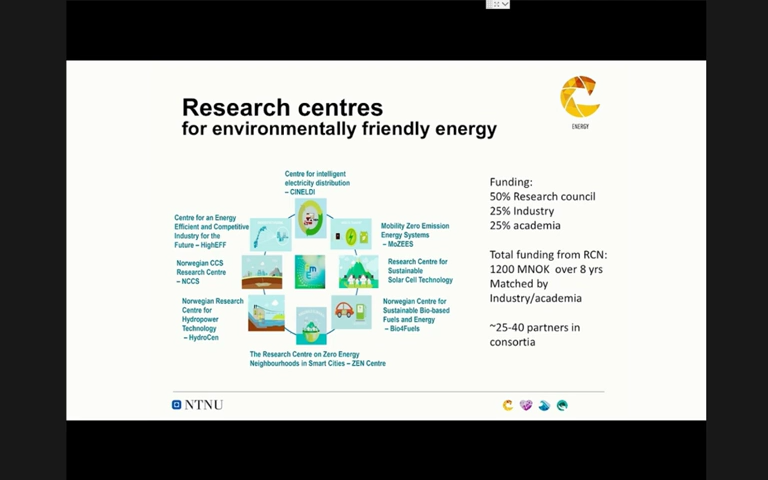 Research centres
for environmentally friendly energy
ENERGY
Centre for intelligent
electricity distribution
– CINELDI
Centre for an Energy
Efficient and Competitive
Industry for the
Future – HighEFF
Mobility Zero Emission
Energy Systems
– MoZEES
Norwegian CCS
Research Centre
– NCCS
Research Centre for
Sustainable
Solar Cell Technology
Norwegian Research
Centre for
Hydropower
Technology
– HydroCen
Norwegian Centre for
Sustainable Bio-based
Fuels and Energy
– Bio4Fuels
The Research Centre on Zero Energy
Neighbourhoods in Smart Cities – ZEN Centre
Funding:
50% Research council
25% Industry
25% academia
Total funding from RCN:
1200 MNOK over 8 yrs
Matched by
Industry/academia
~25-40 partners in
consortia
NTNU